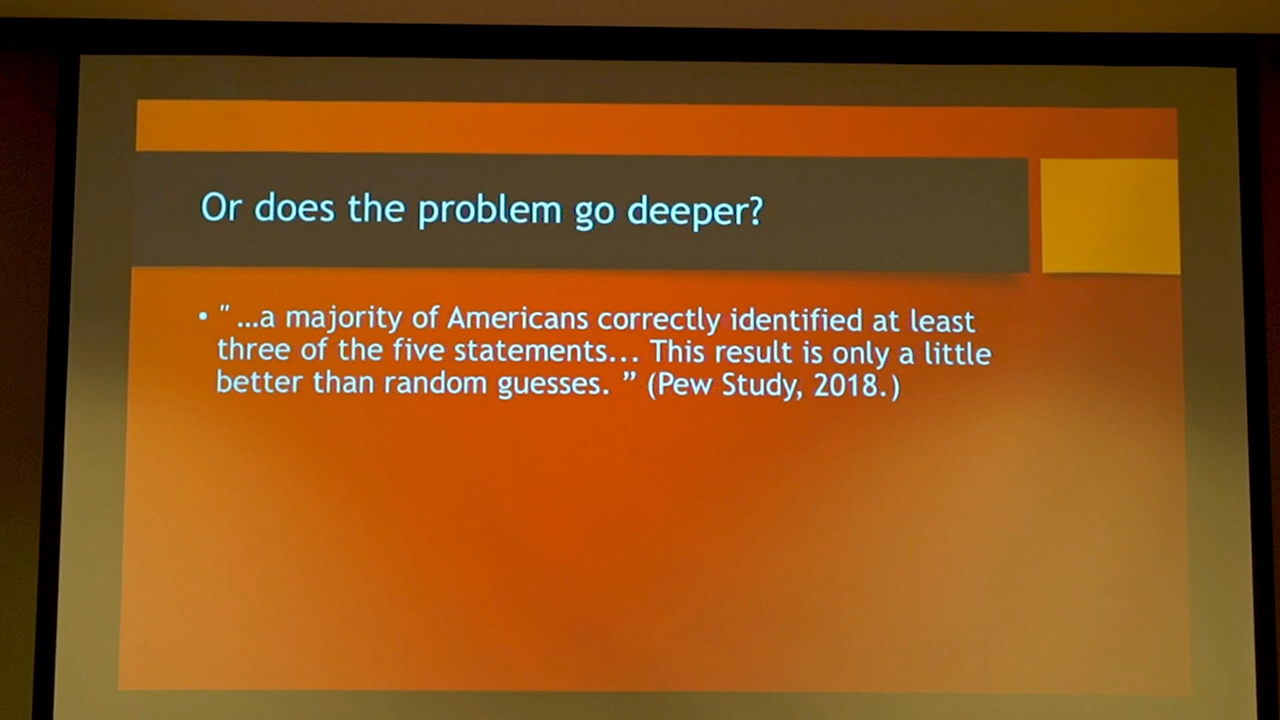 Or does the problem go deeper?
• "...a majority of Americans correctly identified at least
three of the five statements... This result is only a little
better than random guesses. ” (Pew Study, 2018.)